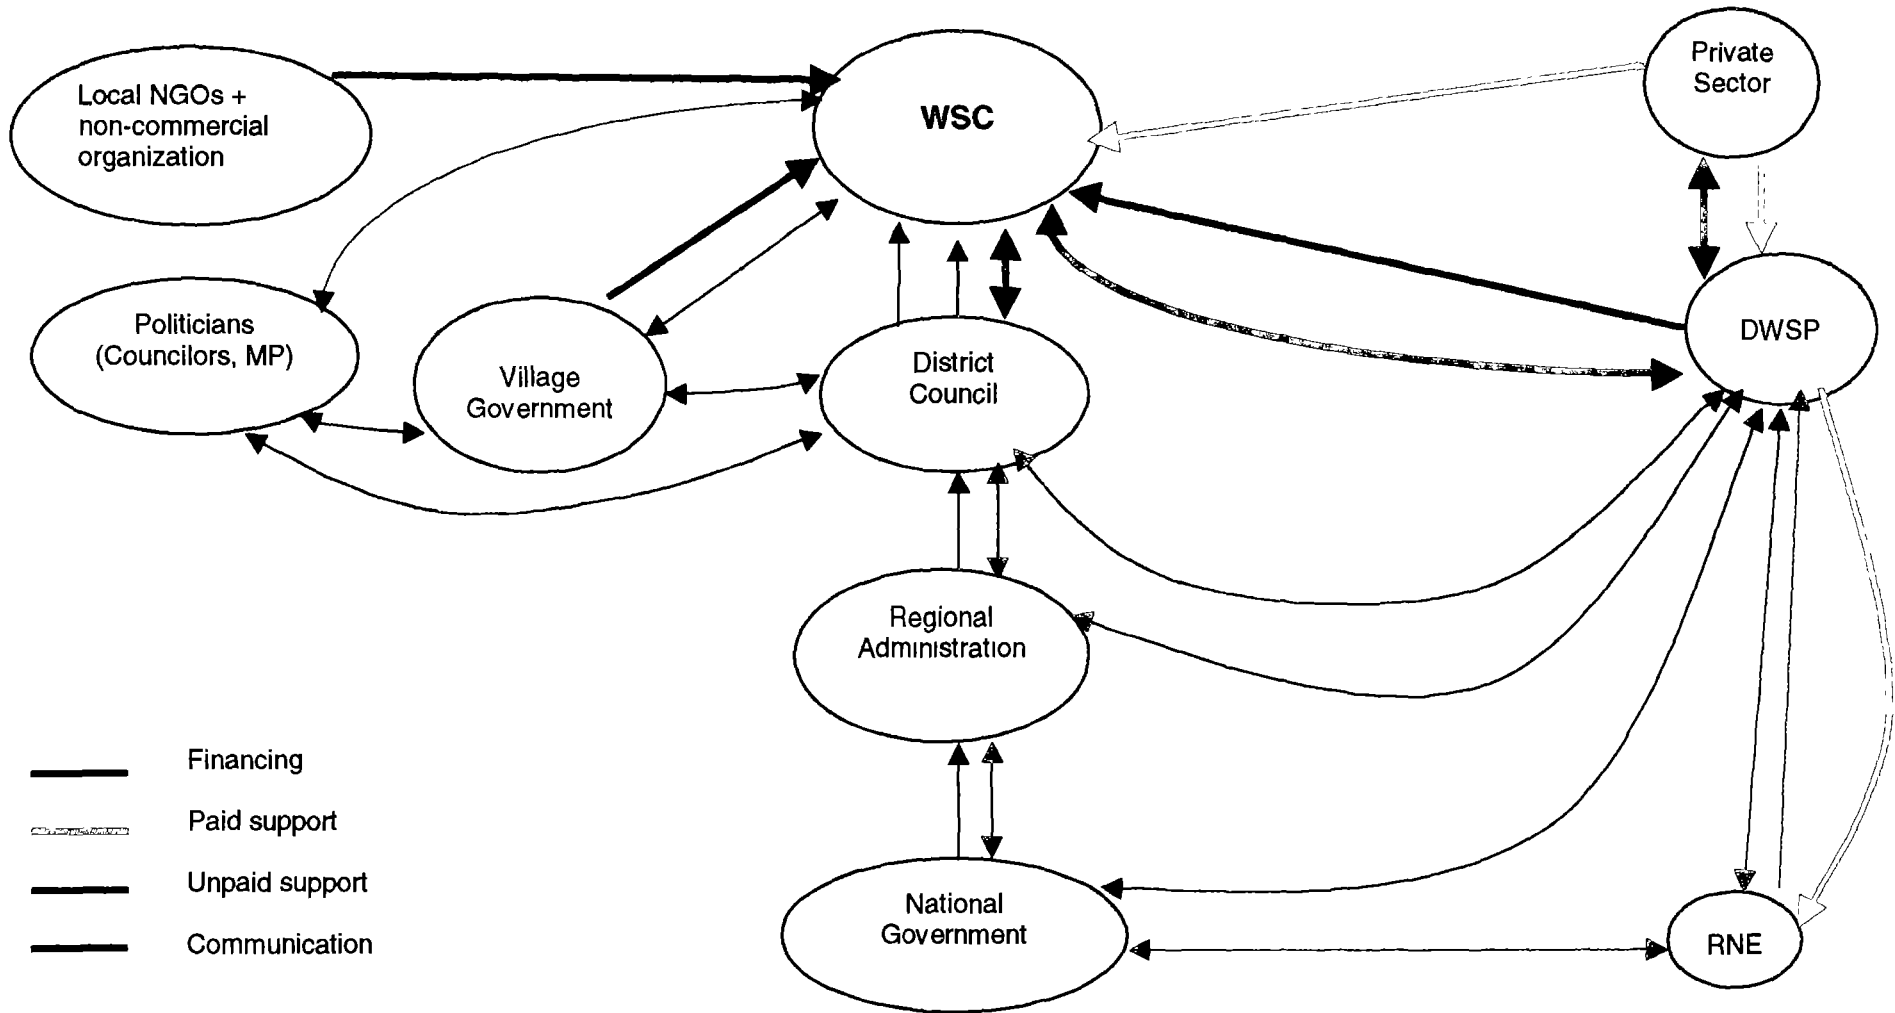 Local NGOs +
non-commercial
organization
WSC
Private
Sector
Politicians
(Councilors, MP)
Village
Government
District
Council
DWSP
Regional
Administration
National
Government
RNE
Financing
Paid support
Unpaid support
Communication